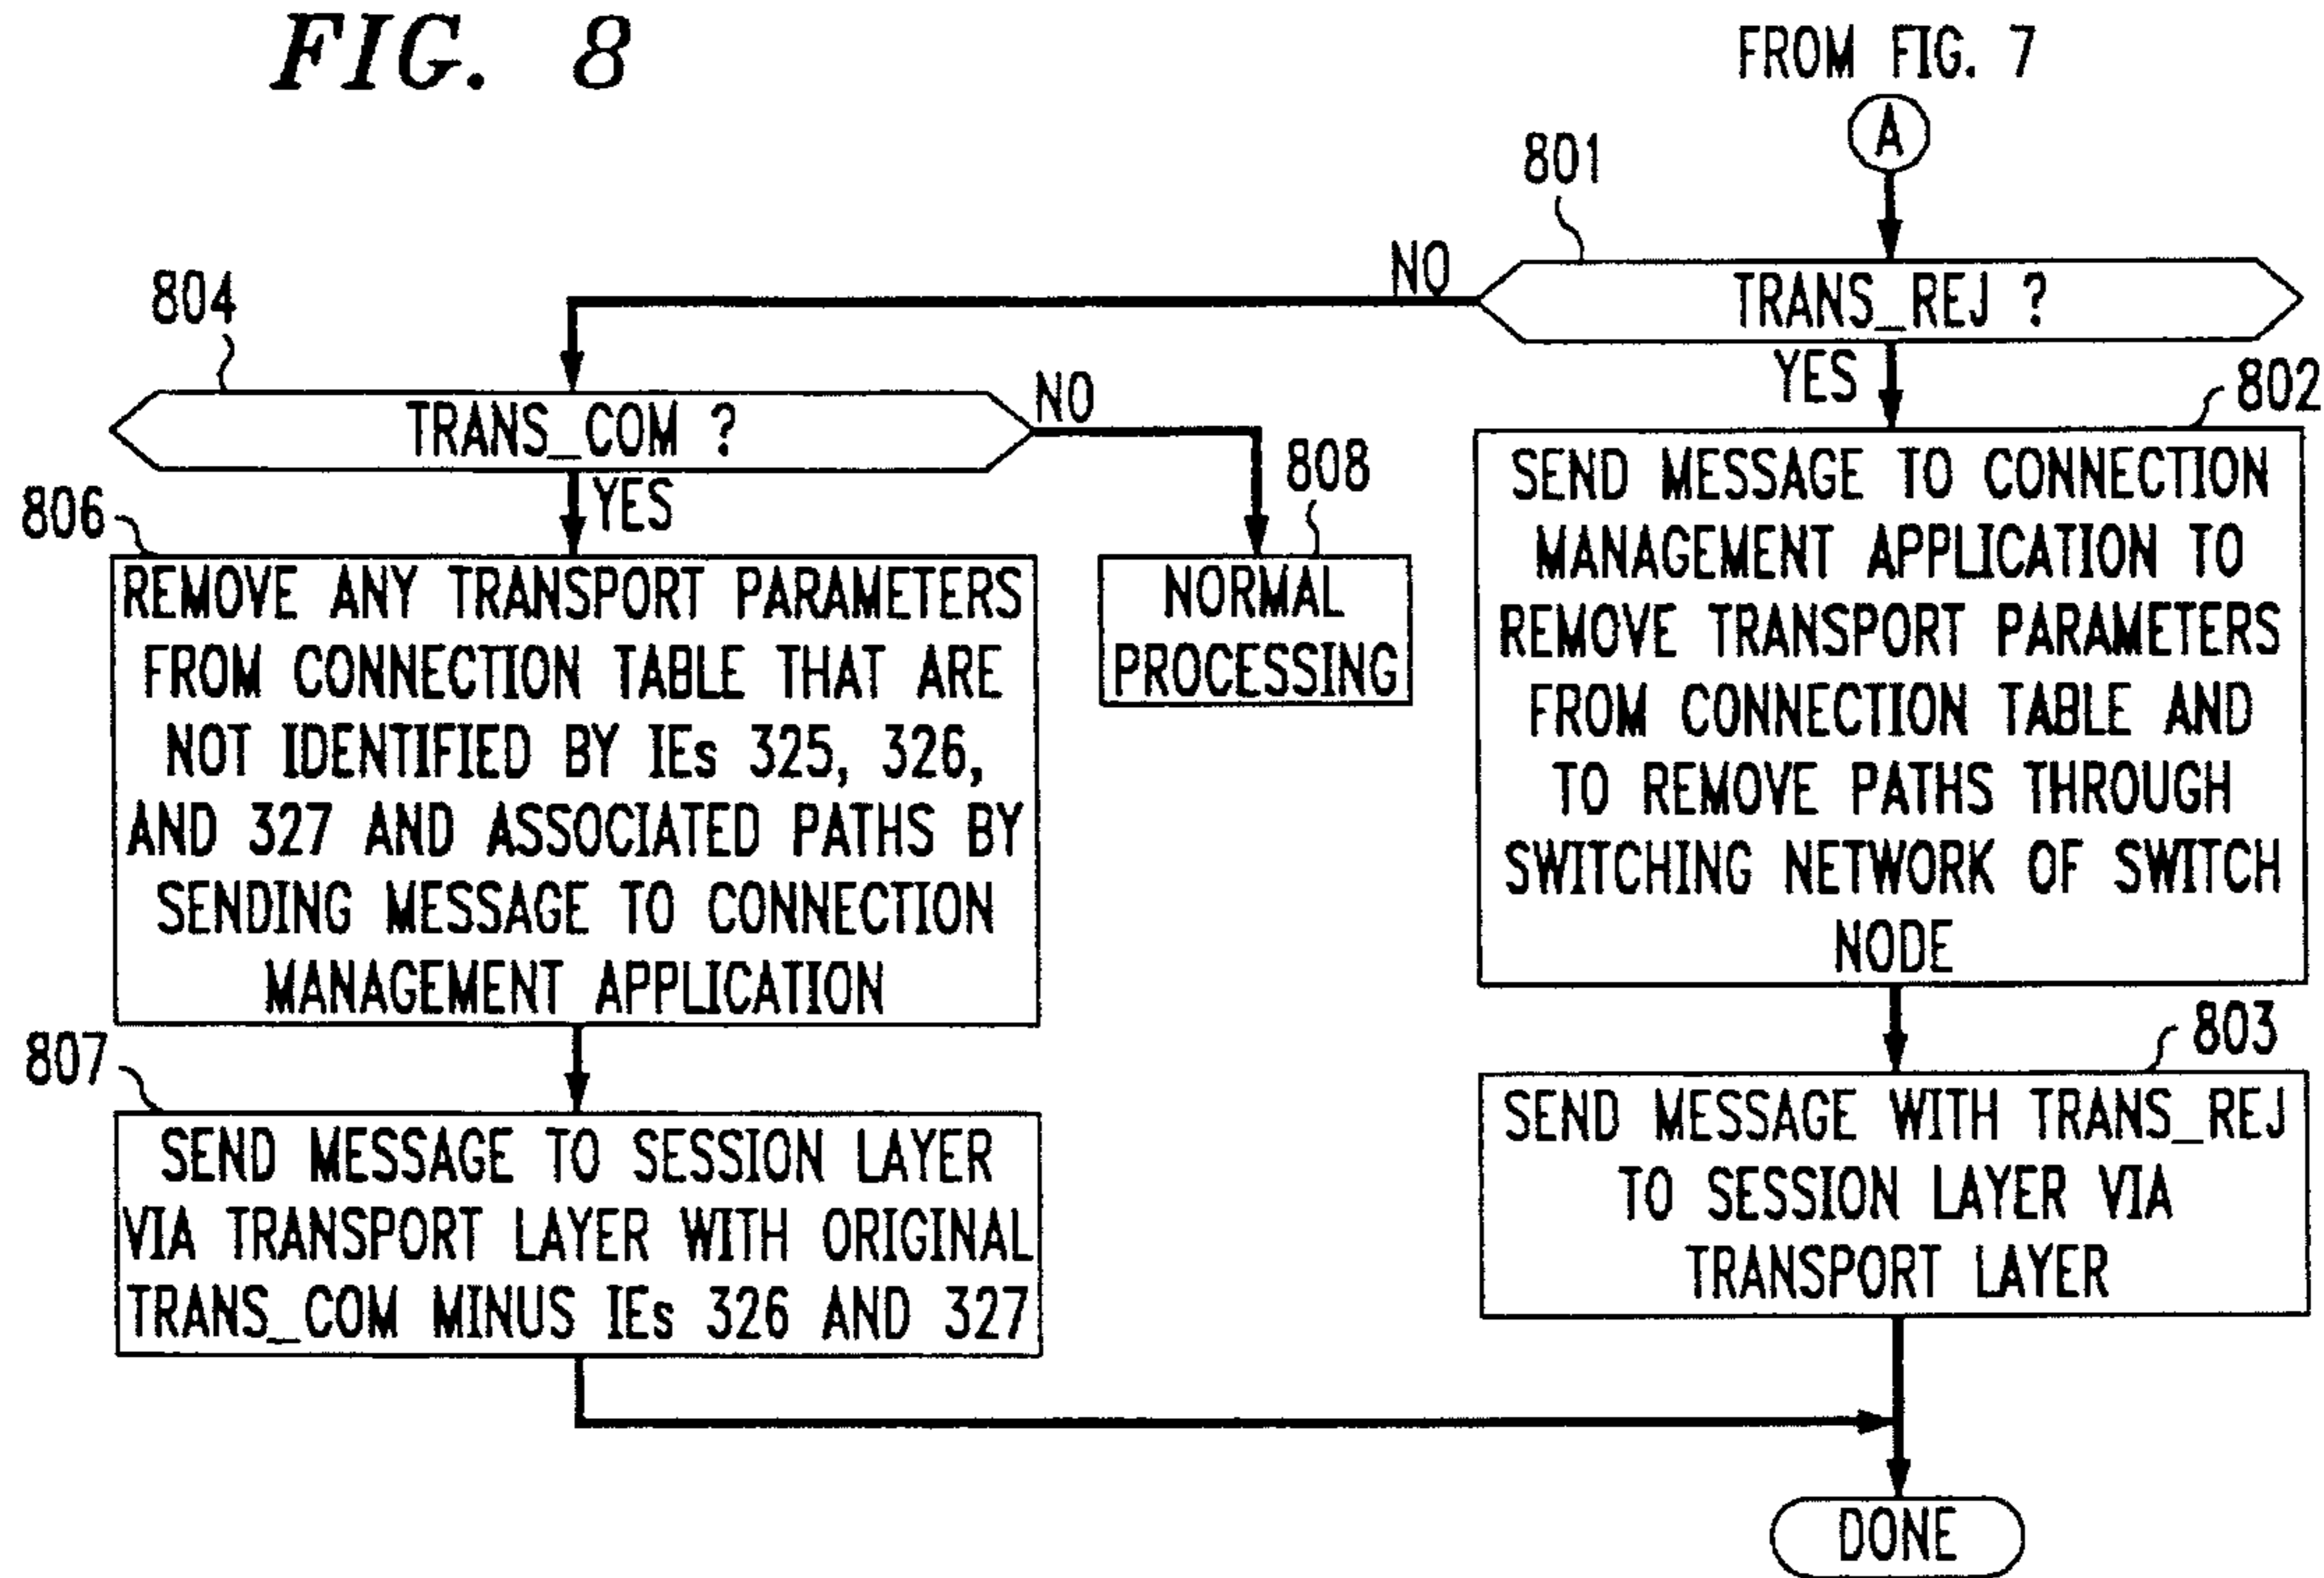 FIG. 8
FROM FIG. 7
A
801
TRANS_REJ ?
NO
YES
802
SEND MESSAGE TO CONNECTION
MANAGEMENT APPLICATION TO
REMOVE TRANSPORT PARAMETERS
FROM CONNECTION TABLE AND
TO REMOVE PATHS THROUGH
SWITCHING NETWORK OF SWITCH
NODE
803
SEND MESSAGE WITH TRANS_REJ
TO SESSION LAYER VIA
TRANSPORT LAYER
804
TRANS_COM ?
NO
YES
808
NORMAL
PROCESSING
806
REMOVE ANY TRANSPORT PARAMETERS
FROM CONNECTION TABLE THAT ARE
NOT IDENTIFIED BY IEs 325, 326,
AND 327 AND ASSOCIATED PATHS BY
SENDING MESSAGE TO CONNECTION
MANAGEMENT APPLICATION
807
SEND MESSAGE TO SESSION LAYER
VIA TRANSPORT LAYER WITH ORIGINAL
TRANS_COM MINUS IEs 326 AND 327
DONE